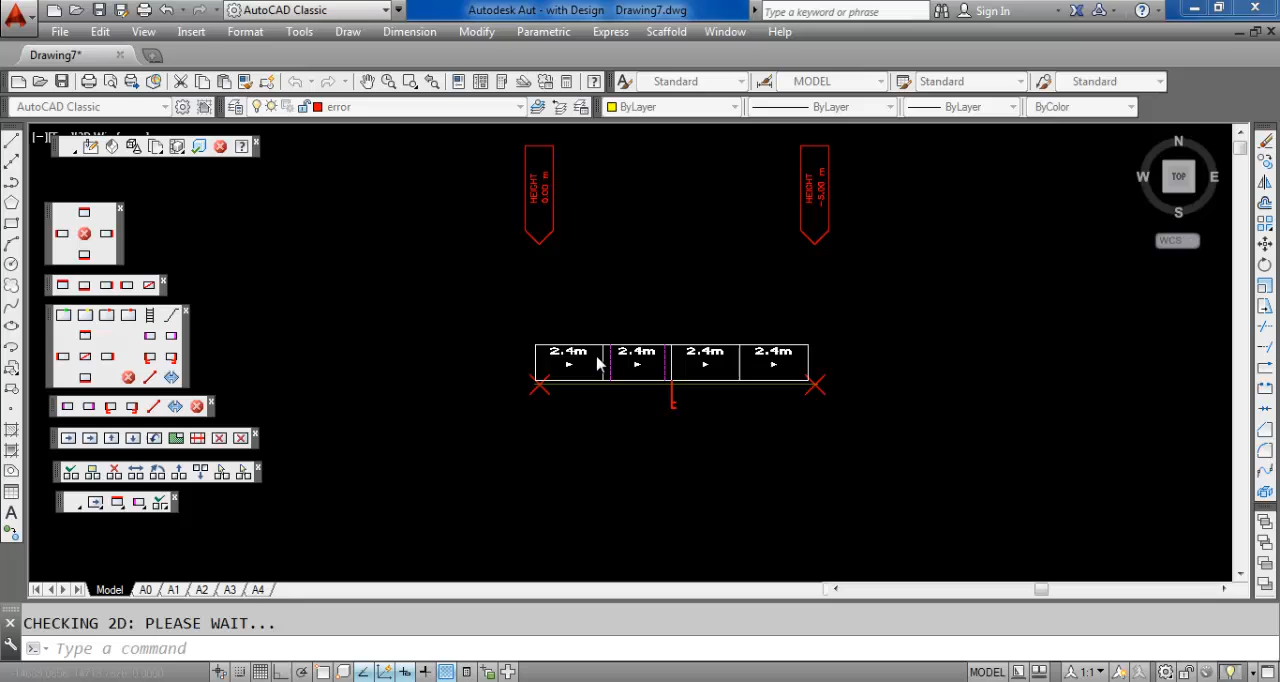 AutoCAD Classic
Autodesk Aut - with Design Drawing7.dwg
Type a keyword or phrase
Sign In
File Edit View Insert Format Tools Draw Dimension Modify Parametric Express Scaffold Window Help
Drawing7*
Standard MODEL Standard Standard
AutoCAD Classic error ByLayer ByLayer ByLayer ByColor
N
W TOP E
S
WCS
HEIGHT
0.00 m
HEIGHT
-5.00 m
2.4m 2.4m 2.4m 2.4m
Model A0 A1 A2 A3 A4
CHECKING 2D: PLEASE WAIT...
Type a command
MODEL 1:1